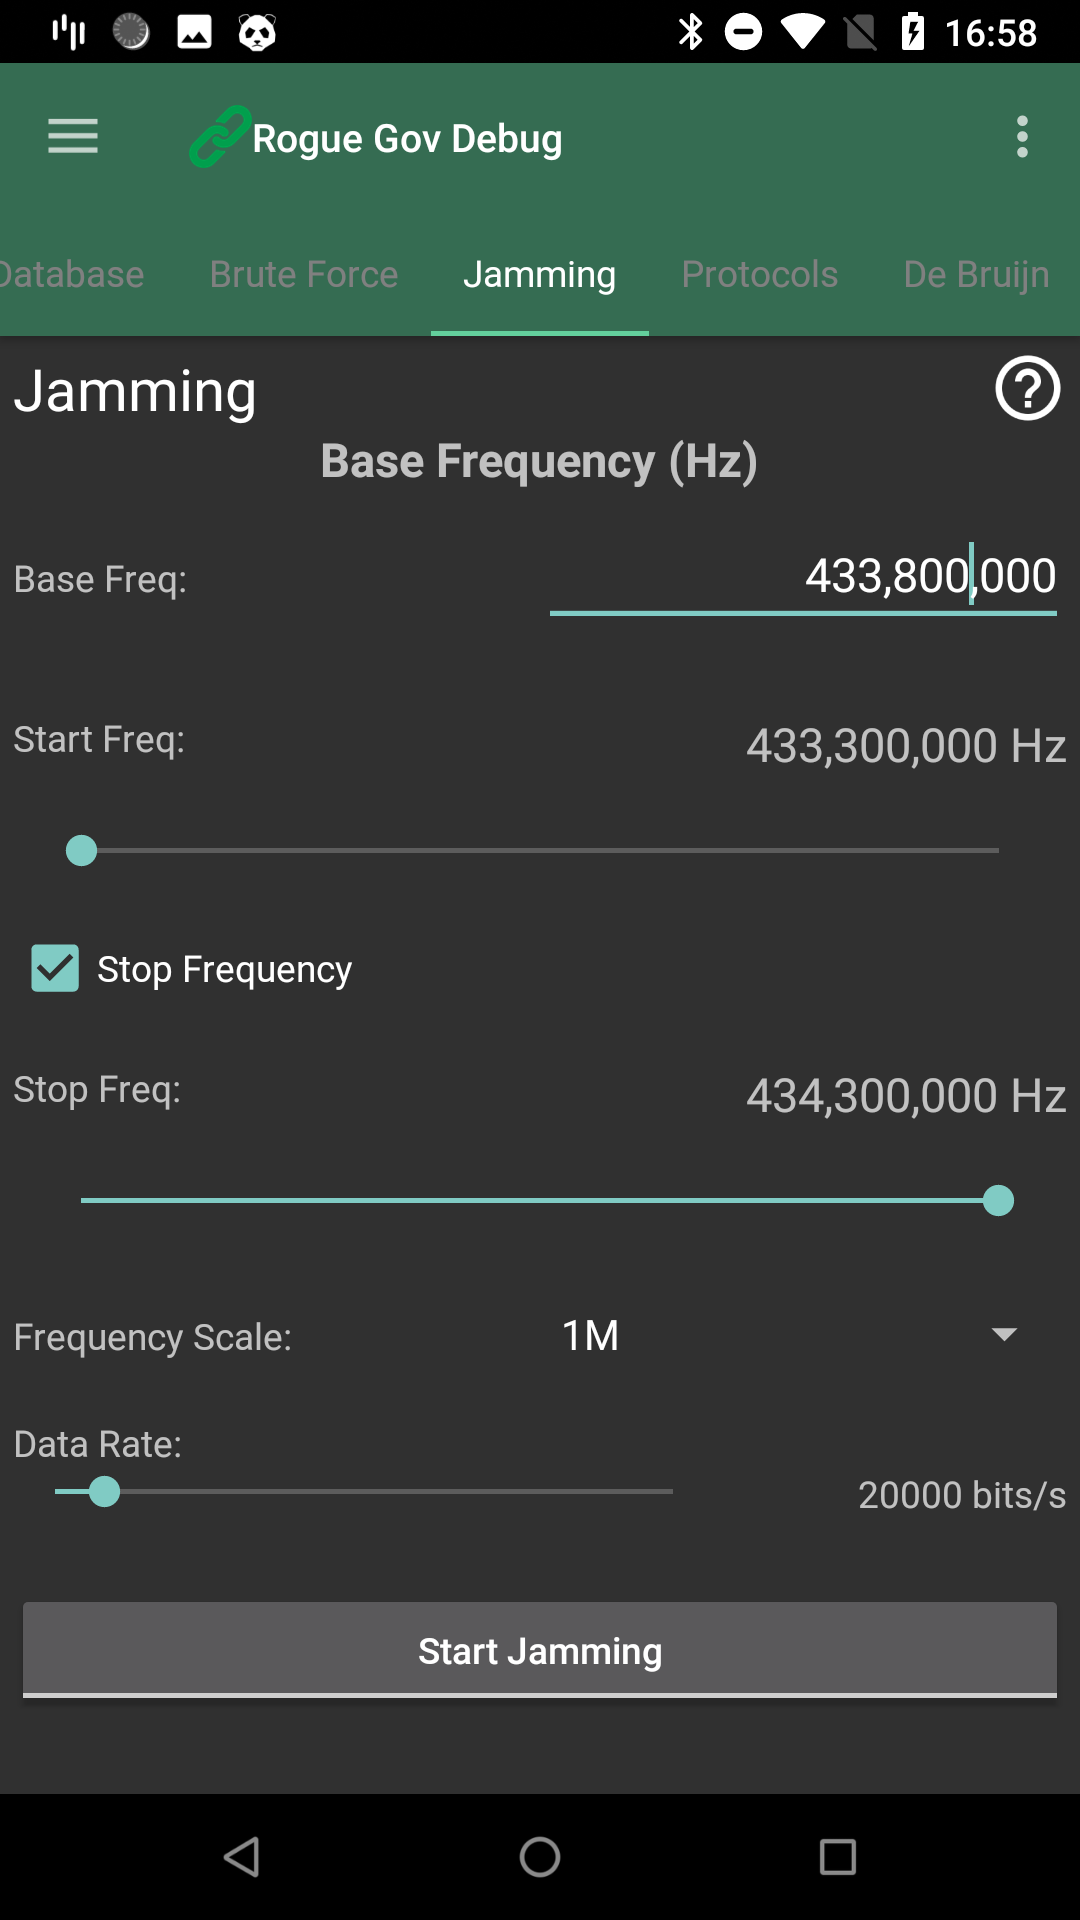 16:58
Rogue Gov Debug
Database Brute Force Jamming Protocols De Bruijn
Jamming
Base Frequency (Hz)
Base Freq: 433,800,000
Start Freq: 433,300,000 Hz
Stop Frequency
Stop Freq: 434,300,000 Hz
Frequency Scale: 1M
Data Rate:
20000 bits/s
Start Jamming